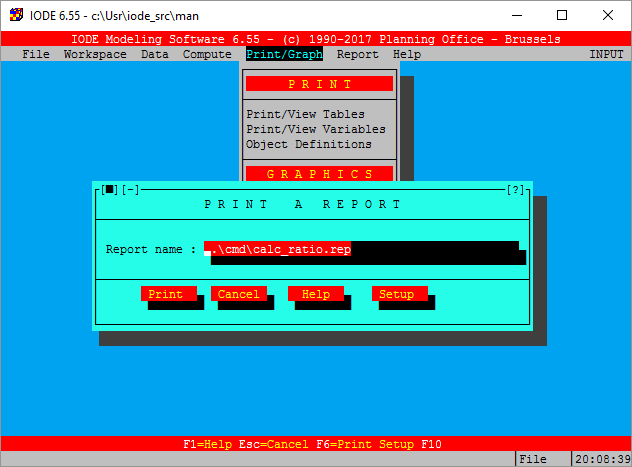 IODE 6.55 - c:\Usr\iode_src\man
IODE Modeling Software 6.55 - (c) 1990-2017 Planning Office - Brussels
File Workspace Data Compute Print/Graph Report Help INPUT
P R I N T
Print/View Tables
Print/View Variables
Object Definitions
G R A P H I C S
[■][-] [?]
P R I N T A R E P O R T
Report name : .\cmd\calc_ratio.rep
Print Cancel Help Setup
F1=Help Esc=Cancel F6=Print Setup F10
File 20:08:39